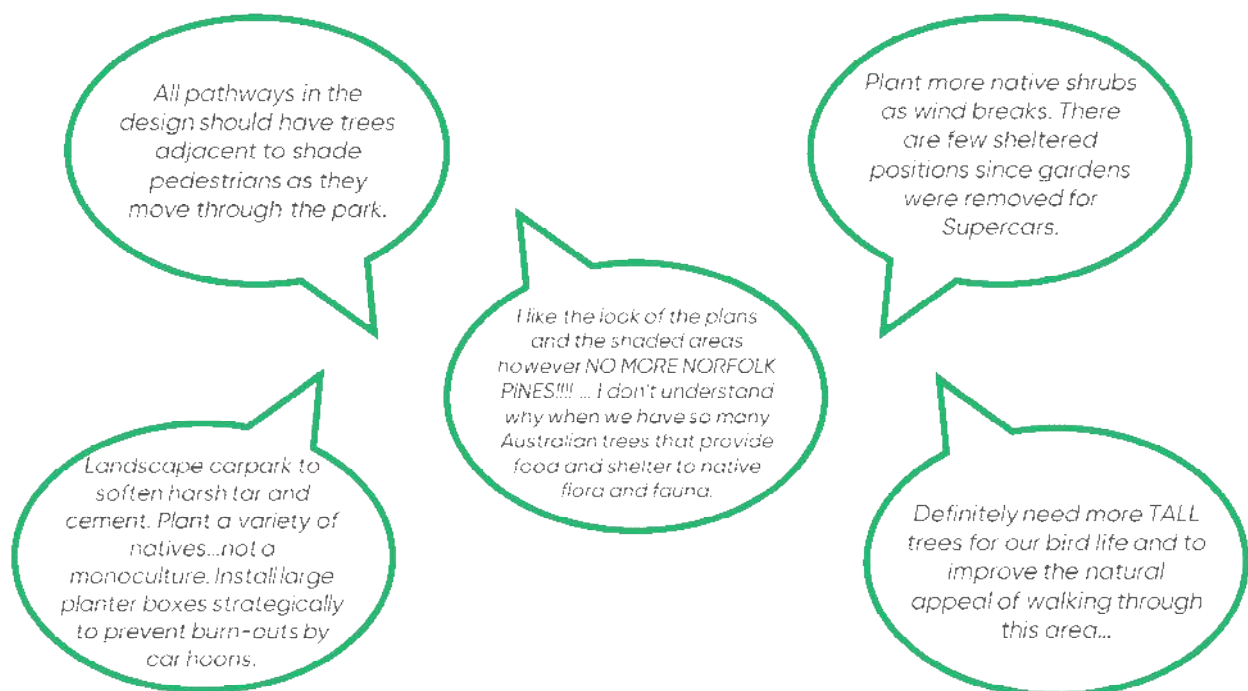 All pathways in the
design should have trees
adjacent to shade
pedestrians as they
move through the park.
Plant more native shrubs
as wind breaks. There
are few sheltered
positions since gardens
were removed for
Supercars.
I like the look of the plans
and the shaded areas
however NO MORE NORFOLK
PINES!!!! ... I don't understand
why when we have so many
Australian trees that provide
food and shelter to native
flora and fauna.
Landscape carpark to
soften harsh tar and
cement. Plant a variety of
natives...not a
monoculture. Install large
planter boxes strategically
to prevent burn-outs by
car hoons.
Definitely need more TALL
trees for our bird life and to
improve the natural
appeal of walking through
this area...